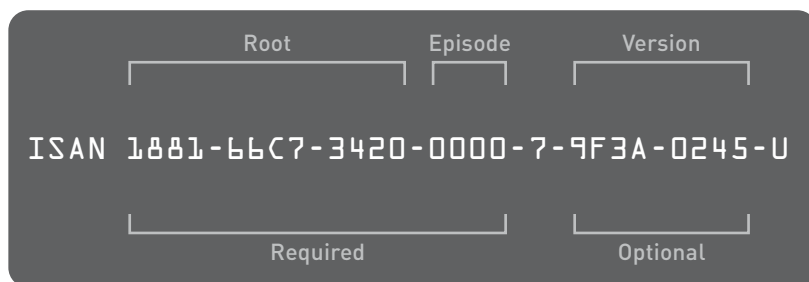 Root Episode Version
ISAN 1881-66C7-3420-0000-7-9F3A-0245-U
Required Optional